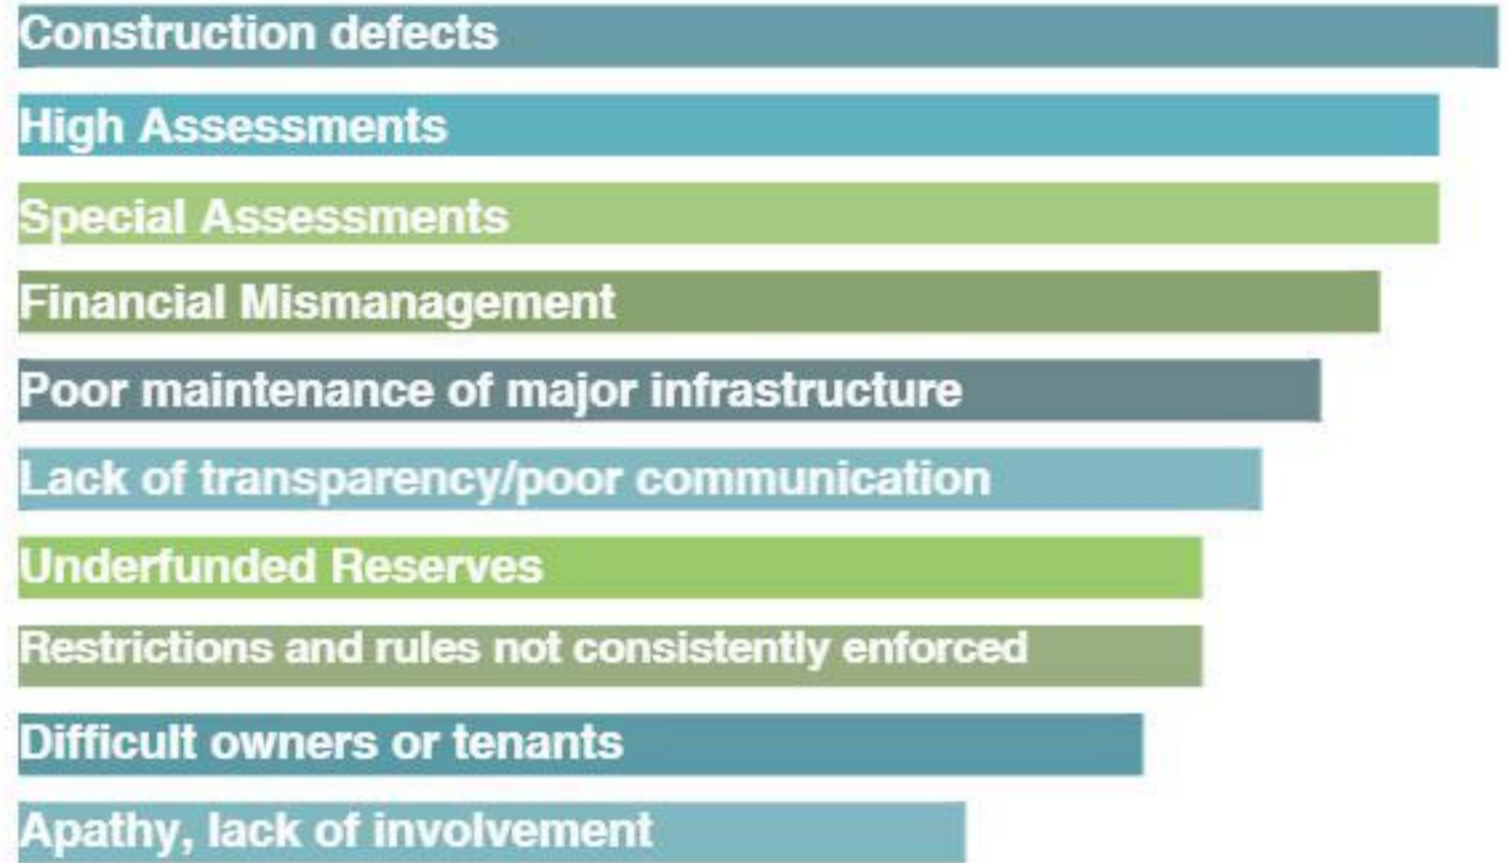 Construction defects
High Assessments
Special Assessments
Financial Mismanagement
Poor maintenance of major infrastructure
Lack of transparency/poor communication
Underfunded Reserves
Restrictions and rules not consistently enforced
Difficult owners or tenants
Apathy, lack of involvement